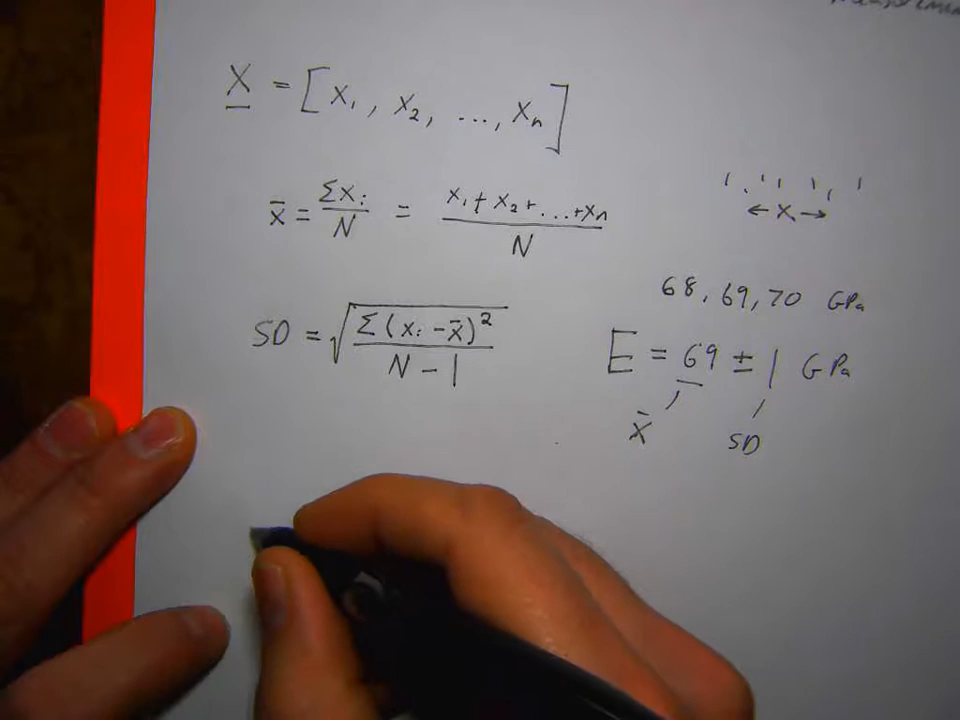 X = [x₁, x₂, ..., xₙ]
x̄ = Σxᵢ/N = x₁ + x₂ + ... + xₙ/N
← x →
68, 69, 70 GPa
SD = √Σ(xᵢ - x̄)²/N - 1
E = 69 ± 1 GPa
x̄ SD